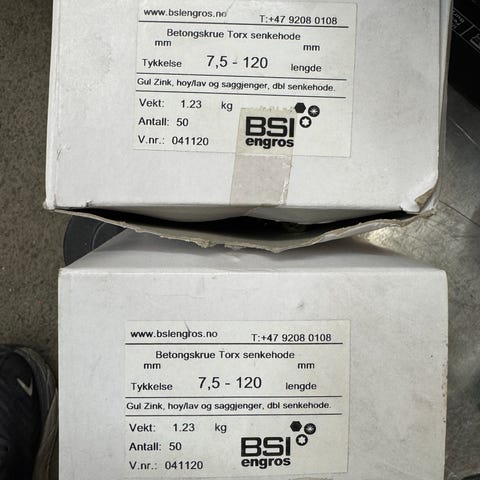 www.bslengros.no T:+47 9208 0108
Betongskrue Torx senkehode
mm mm
Tykkelse 7,5 - 120 lengde
Gul Zink, hoy/lav og saggjenger, dbl senkehode.
Vekt: 1.23 kg
Antall: 50
V.nr.: 041120
BSI
engros
www.bslengros.no T:+47 9208 0108
Betongskrue Torx senkehode
mm mm
Tykkelse 7,5 - 120 lengde
Gul Zink, hoy/lav og saggjenger, dbl senkehode.
Vekt: 1.23 kg
Antall: 50
V.nr.: 041120
BSI
engros